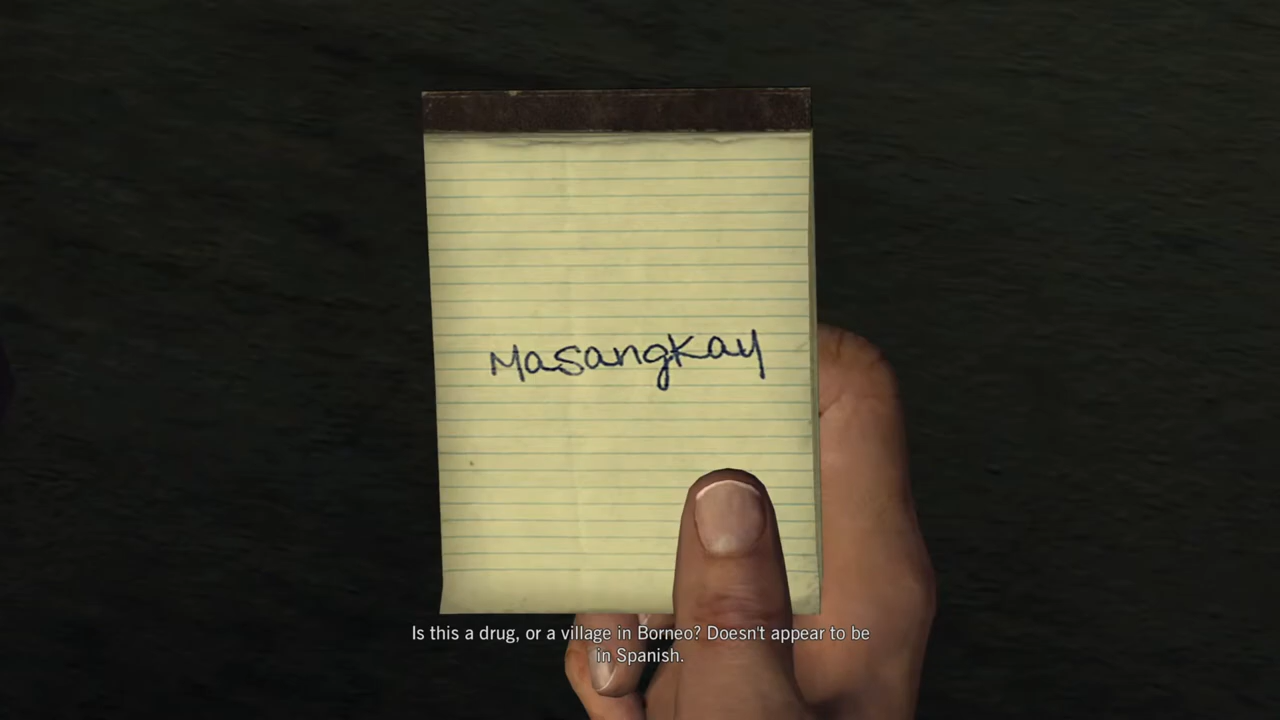 Masangkay
Is this a drug, or a village in Borneo? Doesn't appear to be
in Spanish.